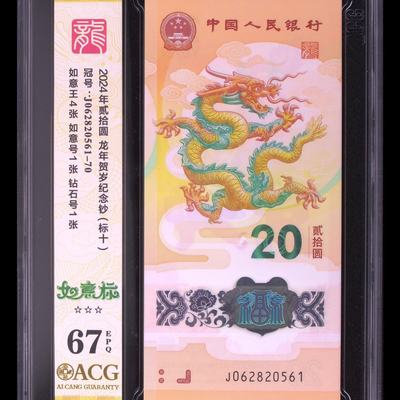 龍
2024年贰拾圆 龙年贺岁纪念钞(标十)
冠号:J062820561-70
如意王4张 如意号1张 钻石号1张
如意标
☆☆☆
67 EPQ
ACG
AI CANG GUARANTY
中国人民银行
龍
20
贰拾圆
J062820561